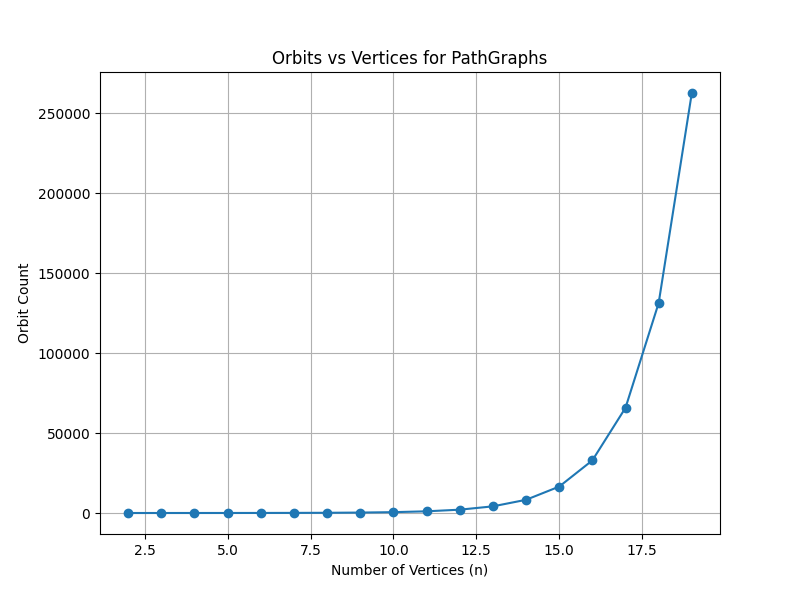 Orbits vs Vertices for PathGraphs
250000
200000
150000
100000
50000
0
Orbit Count
2.5 5.0 7.5 10.0 12.5 15.0 17.5
Number of Vertices (n)